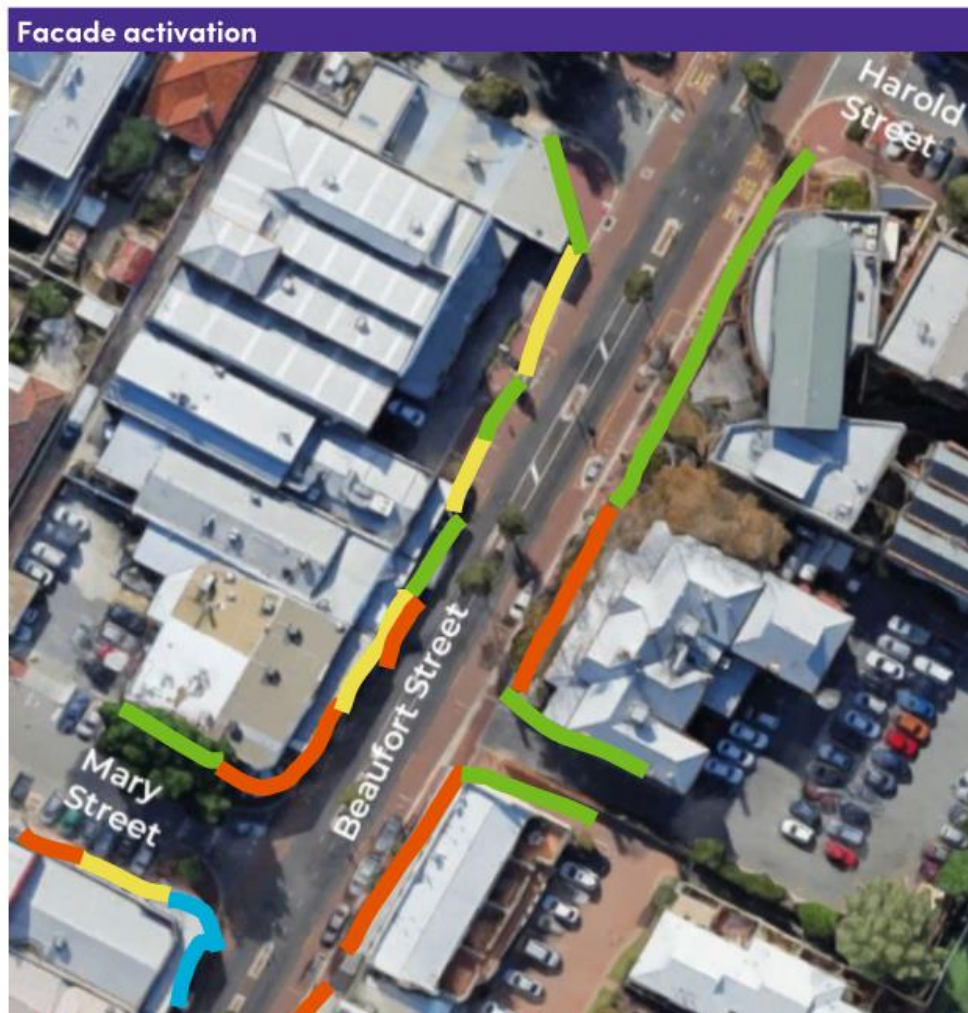 Facade activation
Harold
Street
Beaufort Street
Mary
Street